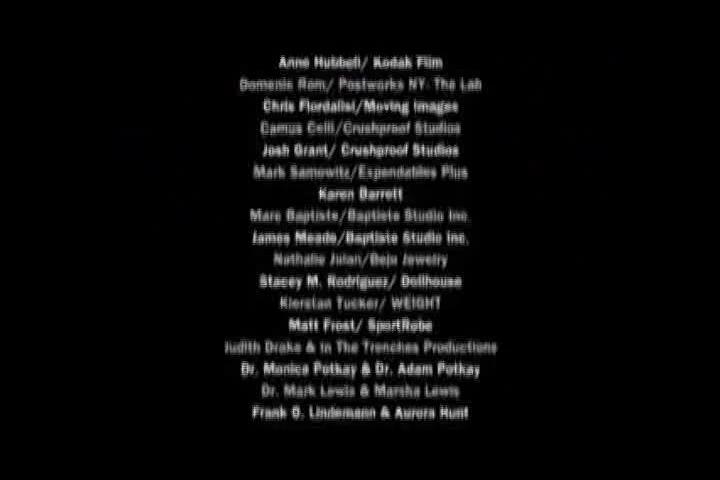 Anne Hubbell/ Kodak Film
Domenic Rom/ Postworks NY- The Lab
Chris Flordalisi/Moving Images
Camus Celli/Crushproof Studios
Josh Grant/ Crushproof Studios
Mark Samowitz/Expendables Plus
Karen Barrett
Marc Baptiste/Baptiste Studio Inc.
James Meade/Baptiste Studio Inc.
Nathalie Julan/Deju Jewelry
Stacey M. Rodriguez/ Dollhouse
Kierstan Tucker/ WEIGHT
Matt Frost/ SportRobe
Judith Drake & In The Trenches Productions
Dr. Monica Potkay & Dr. Adam Potkay
Dr. Mark Lewis & Marsha Lewis
Frank G. Lindemann & Aurora Hunt